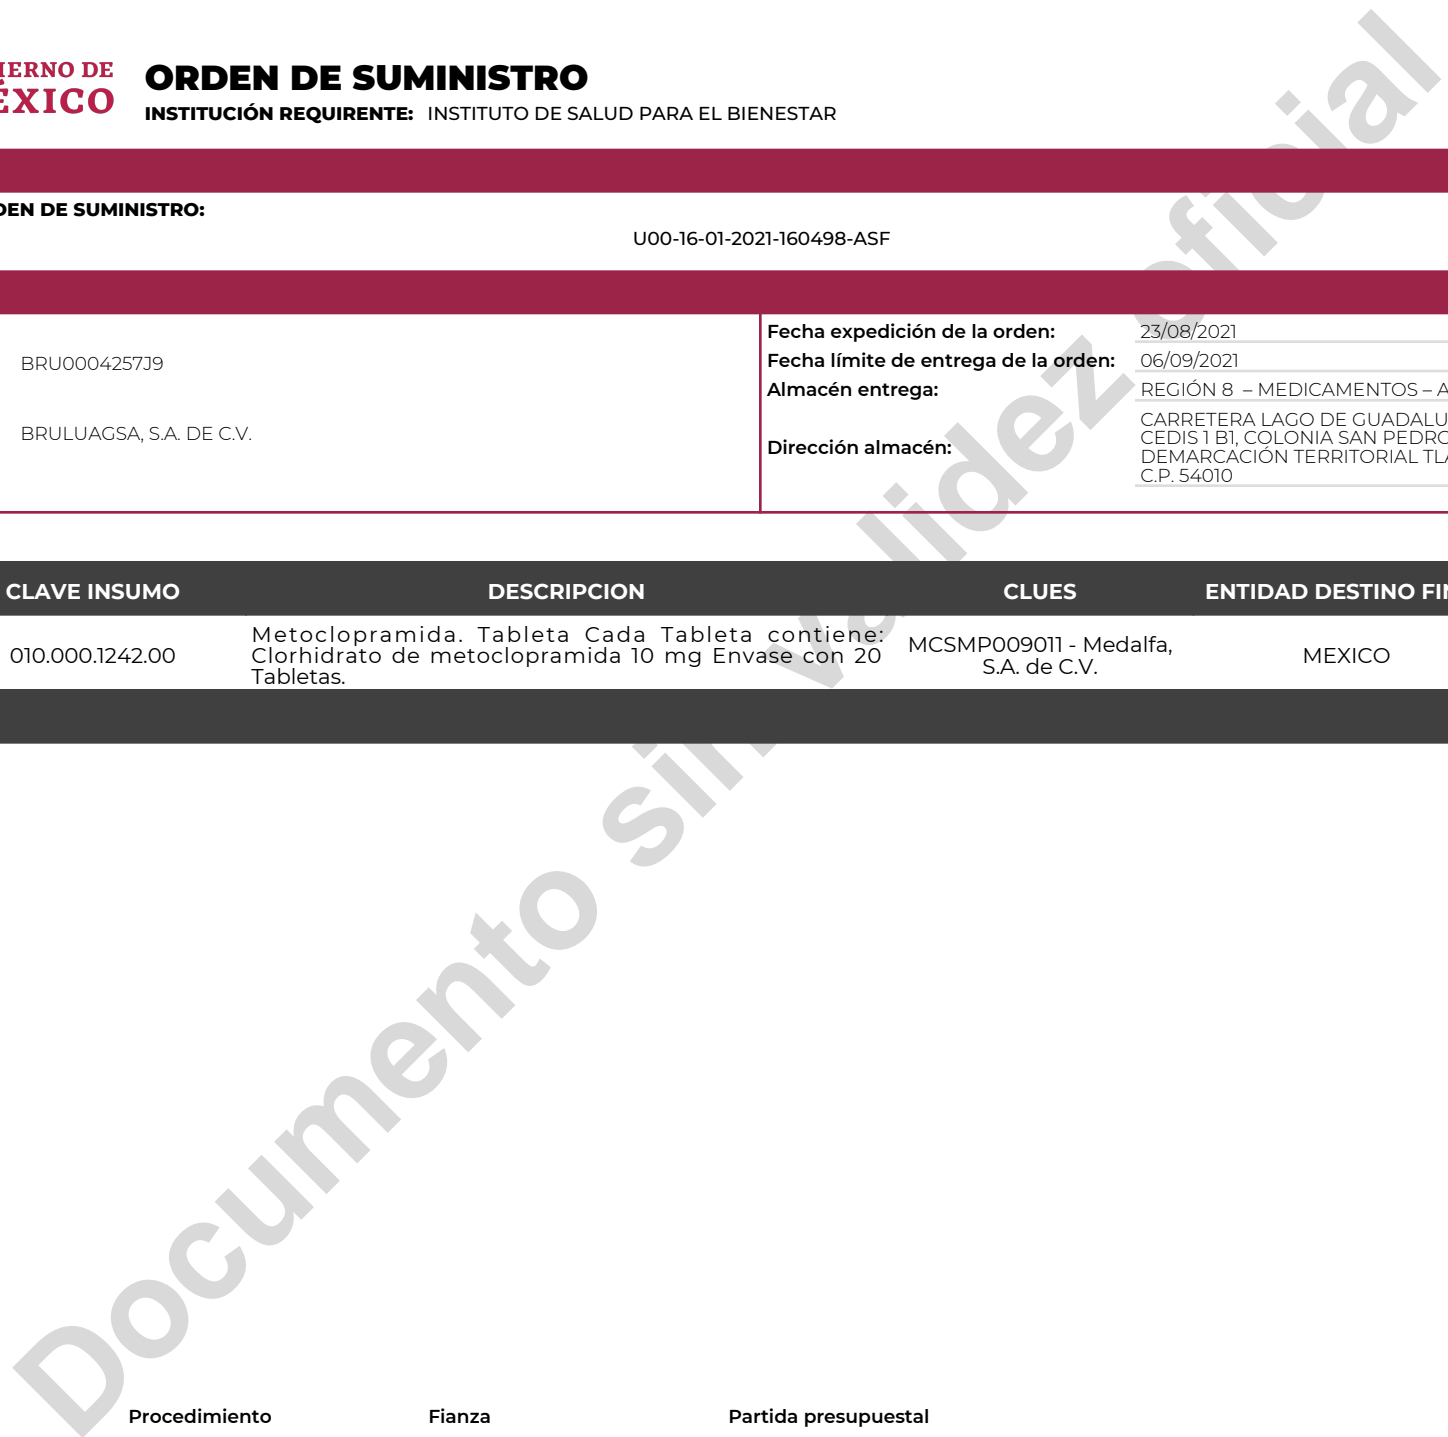 ORDEN DE SUMINISTRO
INSTITUCIÓN REQUIRENTE: INSTITUTO DE SALUD PARA EL BIENESTAR
IERNO DE
ÉXICO
DEN DE SUMINISTRO:
U00-16-01-2021-160498-ASF
BRU0004257J9
BRULUAGSA, S.A. DE C.V.
Fecha expedición de la orden: 23/08/2021
Fecha límite de entrega de la orden: 06/09/2021
Almacén entrega: REGIÓN 8 – MEDICAMENTOS – A
Dirección almacén:
CARRETERA LAGO DE GUADALU
CEDIS 1 B1, COLONIA SAN PEDRO
DEMARCACIÓN TERRITORIAL TLA
C.P. 54010
CLAVE INSUMO DESCRIPCION CLUES ENTIDAD DESTINO FIN
010.000.1242.00
Metoclopramida. Tableta Cada Tableta contiene:
Clorhidrato de metoclopramida 10 mg Envase con 20
Tabletas.
MCSMP009011 - Medalfa,
S.A. de C.V.
MEXICO
Documento sin validez oficial
Procedimiento Fianza Partida presupuestal